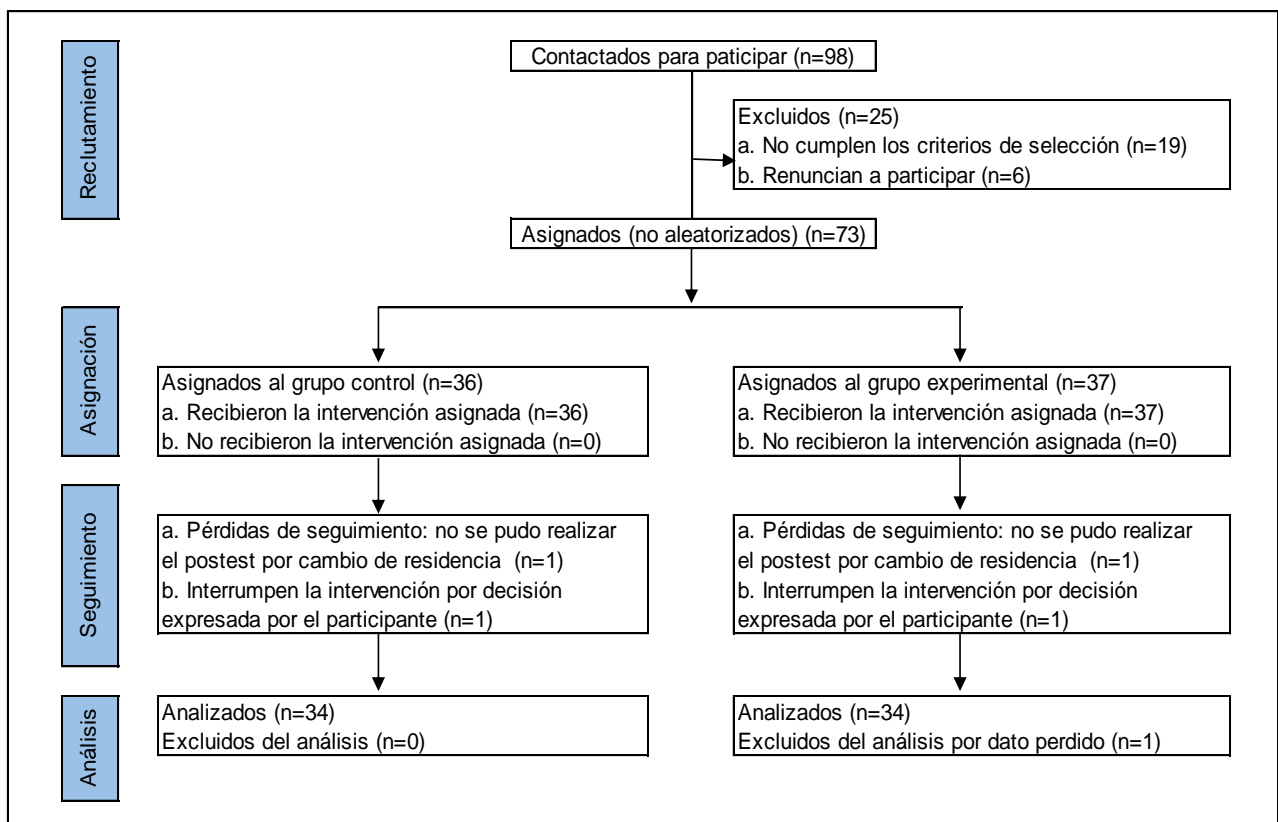 Reclutamiento
Contactados para paticipar (n=98)
Excluidos (n=25)
a. No cumplen los criterios de selección (n=19)
b. Renuncian a participar (n=6)
Asignados (no aleatorizados) (n=73)
Asignación
Asignados al grupo control (n=36)
a. Recibieron la intervención asignada (n=36)
b. No recibieron la intervención asignada (n=0)
Asignados al grupo experimental (n=37)
a. Recibieron la intervención asignada (n=37)
b. No recibieron la intervención asignada (n=0)
Seguimiento
a. Pérdidas de seguimiento: no se pudo realizar
el postest por cambio de residencia (n=1)
b. Interrumpen la intervención por decisión
expresada por el participante (n=1)
a. Pérdidas de seguimiento: no se pudo realizar
el postest por cambio de residencia (n=1)
b. Interrumpen la intervención por decisión
expresada por el participante (n=1)
Análisis
Analizados (n=34)
Excluidos del análisis (n=0)
Analizados (n=34)
Excluidos del análisis por dato perdido (n=1)